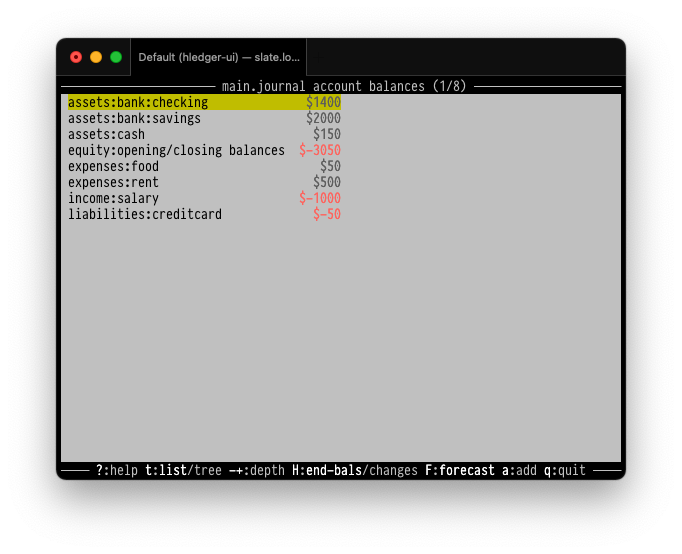 Default (hledger-ui) — slate.lo...
main.journal account balances (1/8)
assets:bank:checking $1400
assets:bank:savings $2000
assets:cash $150
equity:opening/closing balances $-3050
expenses:food $50
expenses:rent $500
income:salary $-1000
liabilities:creditcard $-50
?:help t:list/tree -+:depth H:end-bals/changes F:forecast a:add q:quit